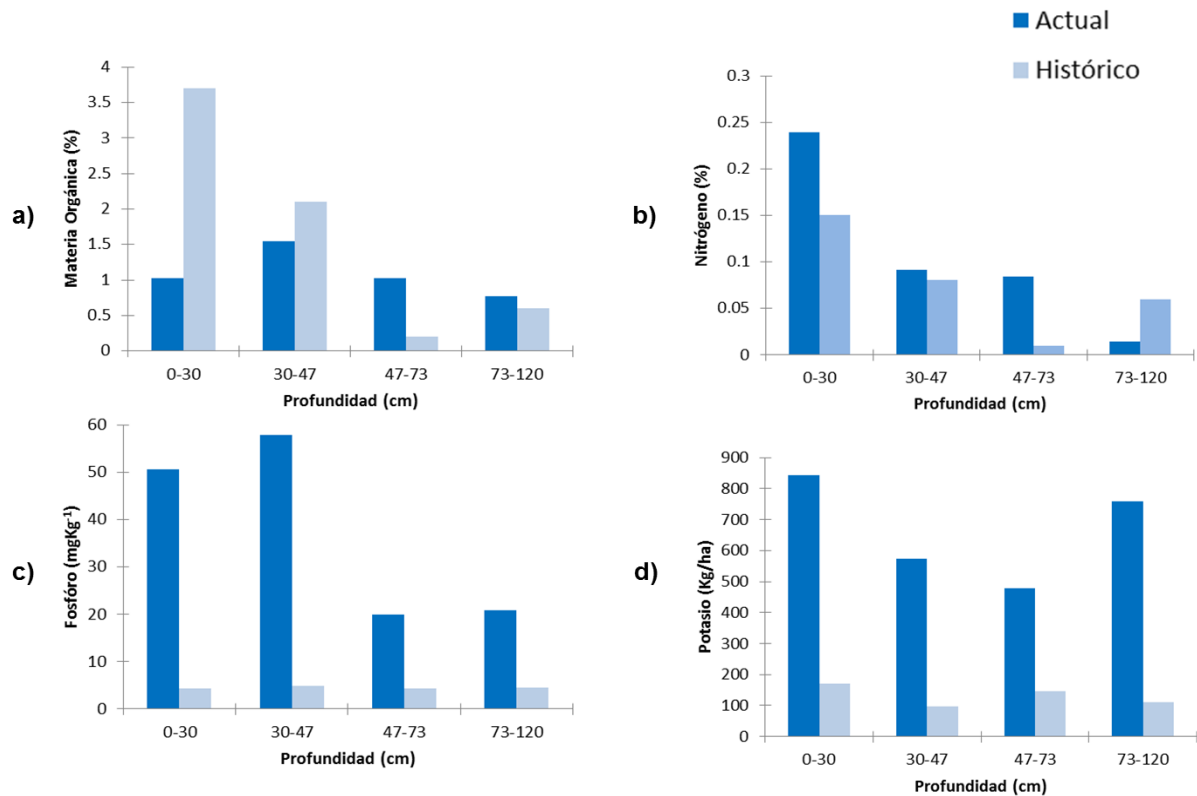 Actual
Histórico
a)
Materia Orgánica (%)
4
3.5
3
2.5
2
1.5
1
0.5
0
0-30 30-47 47-73 73-120
Profundidad (cm)
b)
Nitrógeno (%)
0.3
0.25
0.2
0.15
0.1
0.05
0
0-30 30-47 47-73 73-120
Profundidad (cm)
c)
Fosfóro (mgKg-1)
60
50
40
30
20
10
0
0-30 30-47 47-73 73-120
Profundidad (cm)
d)
Potasio (Kg/ha)
900
800
700
600
500
400
300
200
100
0
0-30 30-47 47-73 73-120
Profundidad (cm)